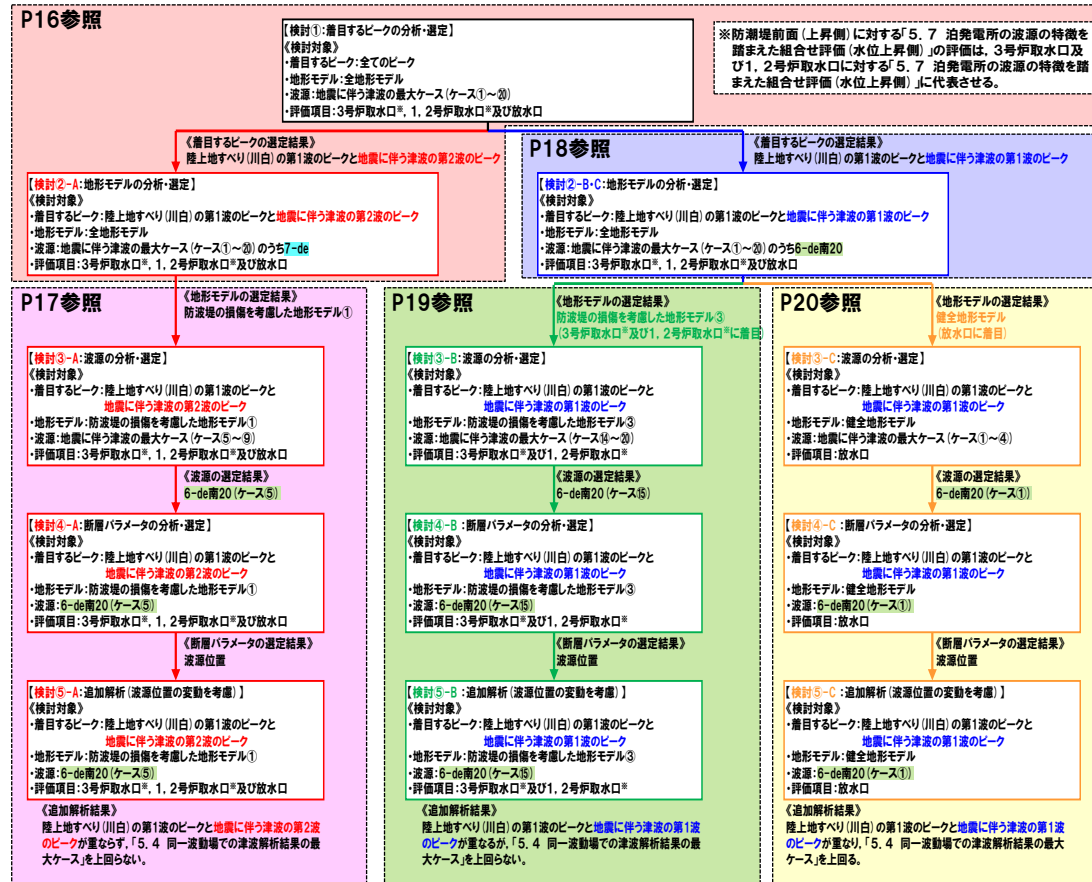 P16参照
【検討①:着目するピークの分析・選定】
《検討対象》
・着目するピーク:全てのピーク
・地形モデル:全地形モデル
・波源:地震に伴う津波の最大ケース(ケース①~⑳)
・評価項目:3号炉取水口※,1,2号炉取水口※及び放水口
※防潮堤前面(上昇側)に対する「5.7 泊発電所の波源の特徴を
踏まえた組合せ評価(水位上昇側)」の評価は,3号炉取水口及
び1,2号炉取水口に対する「5.7 泊発電所の波源の特徴を踏
まえた組合せ評価(水位上昇側)」に代表させる。
《着目するピークの選定結果》
陸上地すべり(川白)の第1波のピークと地震に伴う津波の第2波のピーク
【検討②-A:地形モデルの分析・選定】
《検討対象》
・着目するピーク:陸上地すべり(川白)の第1波のピークと地震に伴う津波の第2波のピーク
・地形モデル:全地形モデル
・波源:地震に伴う津波の最大ケース(ケース①~⑳)のうち7-de
・評価項目:3号炉取水口※,1,2号炉取水口※及び放水口
P18参照
《着目するピークの選定結果》
陸上地すべり(川白)の第1波のピークと地震に伴う津波の第1波のピーク
【検討②-B・C:地形モデルの分析・選定】
《検討対象》
・着目するピーク:陸上地すべり(川白)の第1波のピークと地震に伴う津波の第1波のピーク
・地形モデル:全地形モデル
・波源:地震に伴う津波の最大ケース(ケース①~⑳)のうち6-de南20
・評価項目:3号炉取水口※,1,2号炉取水口※及び放水口
P17参照
《地形モデルの選定結果》
防波堤の損傷を考慮した地形モデル①
【検討③-A:波源の分析・選定】
《検討対象》
・着目するピーク:陸上地すべり(川白)の第1波のピークと
地震に伴う津波の第2波のピーク
・地形モデル:防波堤の損傷を考慮した地形モデル①
・波源:地震に伴う津波の最大ケース(ケース⑤~⑨)
・評価項目:3号炉取水口※,1,2号炉取水口※及び放水口
《波源の選定結果》
6-de南20(ケース⑤)
【検討④-A:断層パラメータの分析・選定】
《検討対象》
・着目するピーク:陸上地すべり(川白)の第1波のピークと
地震に伴う津波の第2波のピーク
・地形モデル:防波堤の損傷を考慮した地形モデル①
・波源:6-de南20(ケース⑤)
・評価項目:3号炉取水口※,1,2号炉取水口※及び放水口
《断層パラメータの選定結果》
波源位置
【検討⑤-A:追加解析(波源位置の変動を考慮)】
《検討対象》
・着目するピーク:陸上地すべり(川白)の第1波のピークと
地震に伴う津波の第2波のピーク
・地形モデル:防波堤の損傷を考慮した地形モデル①
・波源:6-de南20(ケース⑤)
・評価項目:3号炉取水口※,1,2号炉取水口※及び放水口
《追加解析結果》
陸上地すべり(川白)の第1波のピークと地震に伴う津波の第2波
のピークが重ならず,「5.4 同一波動場での津波解析結果の最
大ケース」を上回らない。
P19参照
《地形モデルの選定結果》
防波堤の損傷を考慮した地形モデル③
(3号炉取水口※及び1,2号炉取水口※に着目)
【検討③-B:波源の分析・選定】
《検討対象》
・着目するピーク:陸上地すべり(川白)の第1波のピークと
地震に伴う津波の第1波のピーク
・地形モデル:防波堤の損傷を考慮した地形モデル③
・波源:地震に伴う津波の最大ケース(ケース⑭~⑳)
・評価項目:3号炉取水口※及び1,2号炉取水口※
《波源の選定結果》
6-de南20(ケース⑮)
【検討④-B:断層パラメータの分析・選定】
《検討対象》
・着目するピーク:陸上地すべり(川白)の第1波のピークと
地震に伴う津波の第1波のピーク
・地形モデル:防波堤の損傷を考慮した地形モデル③
・波源:6-de南20(ケース⑮)
・評価項目:3号炉取水口※及び1,2号炉取水口※
《断層パラメータの選定結果》
波源位置
【検討⑤-B:追加解析(波源位置の変動を考慮)】
《検討対象》
・着目するピーク:陸上地すべり(川白)の第1波のピークと
地震に伴う津波の第1波のピーク
・地形モデル:防波堤の損傷を考慮した地形モデル③
・波源:6-de南20(ケース⑮)
・評価項目:3号炉取水口※及び1,2号炉取水口※
《追加解析結果》
陸上地すべり(川白)の第1波のピークと地震に伴う津波の第1波
のピークが重なるが,「5.4 同一波動場での津波解析結果の最
大ケース」を上回らない。
P20参照
《地形モデルの選定結果》
健全地形モデル
(放水口に着目)
【検討③-C:波源の分析・選定】
《検討対象》
・着目するピーク:陸上地すべり(川白)の第1波のピークと
地震に伴う津波の第1波のピーク
・地形モデル:健全地形モデル
・波源:地震に伴う津波の最大ケース(ケース①~④)
・評価項目:放水口
《波源の選定結果》
6-de南20(ケース①)
【検討④-C:断層パラメータの分析・選定】
《検討対象》
・着目するピーク:陸上地すべり(川白)の第1波のピークと
地震に伴う津波の第1波のピーク
・地形モデル:健全地形モデル
・波源:6-de南20(ケース①)
・評価項目:放水口
《断層パラメータの選定結果》
波源位置
【検討⑤-C:追加解析(波源位置の変動を考慮)】
《検討対象》
・着目するピーク:陸上地すべり(川白)の第1波のピークと
地震に伴う津波の第1波のピーク
・地形モデル:健全地形モデル
・波源:6-de南20(ケース①)
・評価項目:放水口
《追加解析結果》
陸上地すべり(川白)の第1波のピークと地震に伴う津波の第1波
のピークが重なり,「5.4 同一波動場での津波解析結果の最大
ケース」を上回る。